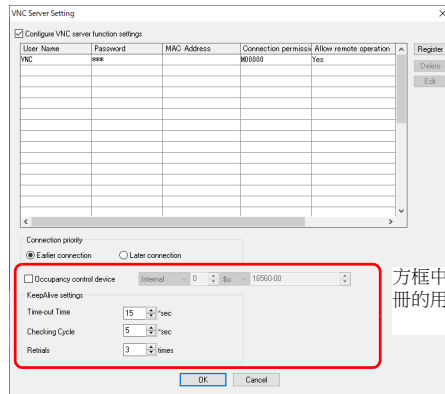 VNC Server Setting
Configure VNC server function settings
User Name Password MAC Address Connection permissi Allow remote operation
VNC *** M00000 Yes
Register
Delete
Edit
Connection priority
Earlier connection Later connection
Occupancy control device Internal 0 $u 16560-00
KeepAlive settings
Time-out Time 15 *sec
Checking Cycle 5 *sec
Retrials 3 times
OK Cancel
方框中
冊的用